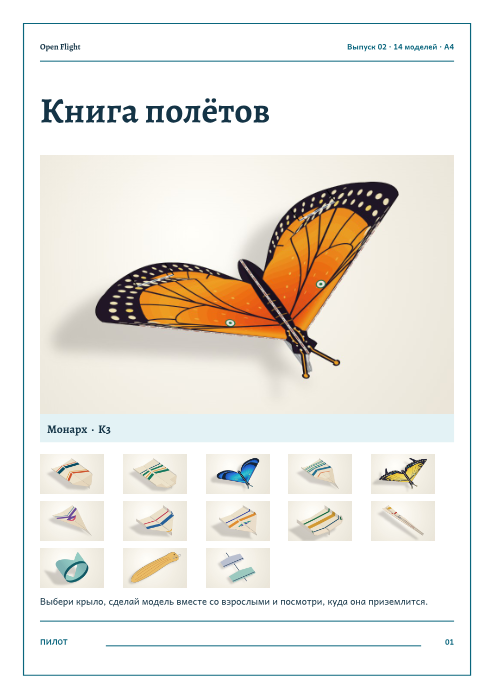 Open Flight
Выпуск 02 · 14 моделей · A4
Книга полётов
Монарх · К3
Выбери крыло, сделай модель вместе со взрослыми и посмотри, куда она приземлится.
ПИЛОТ
01